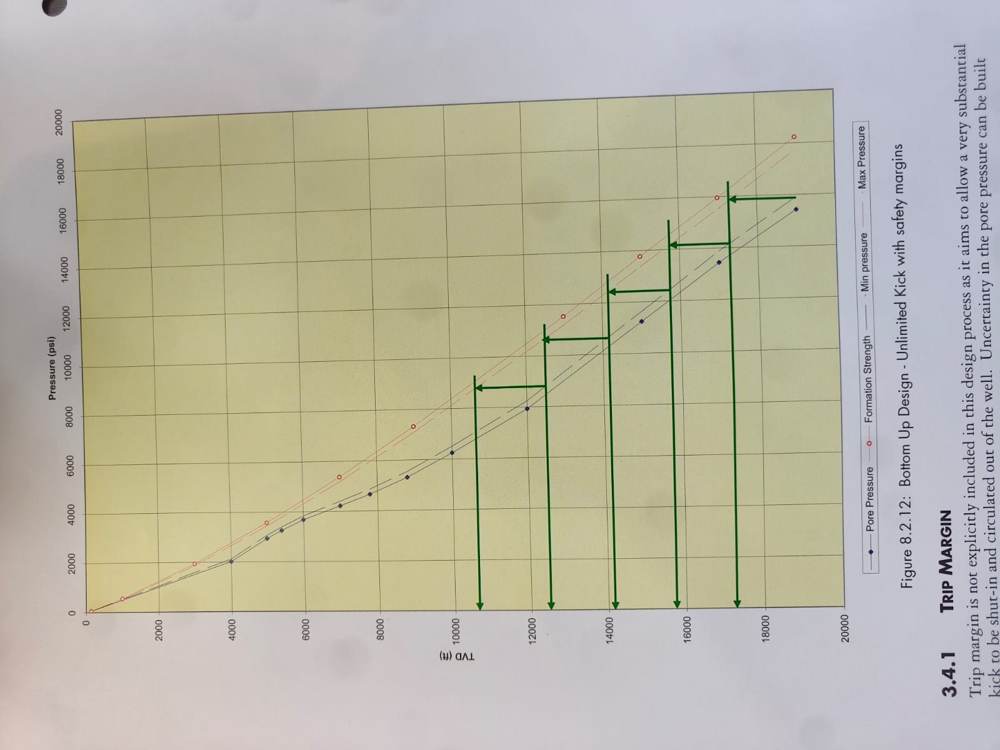 Pressure (psi)
0 2000 4000 6000 8000 10000 12000 14000 16000 18000 20000
0
2000
4000
6000
8000
10000
12000
14000
16000
18000
20000
TVD (ft)
Pore Pressure Formation Strength - Min pressure - Max Pressure
Figure 8.2.12: Bottom Up Design - Unlimited Kick with safety margins
3.4.1 TRIP MARGIN
Trip margin is not explicitly included in this design process as it aims to allow a very substantial
kick to be shut-in and circulated out of the well. Uncertainty in the pore pressure can be built